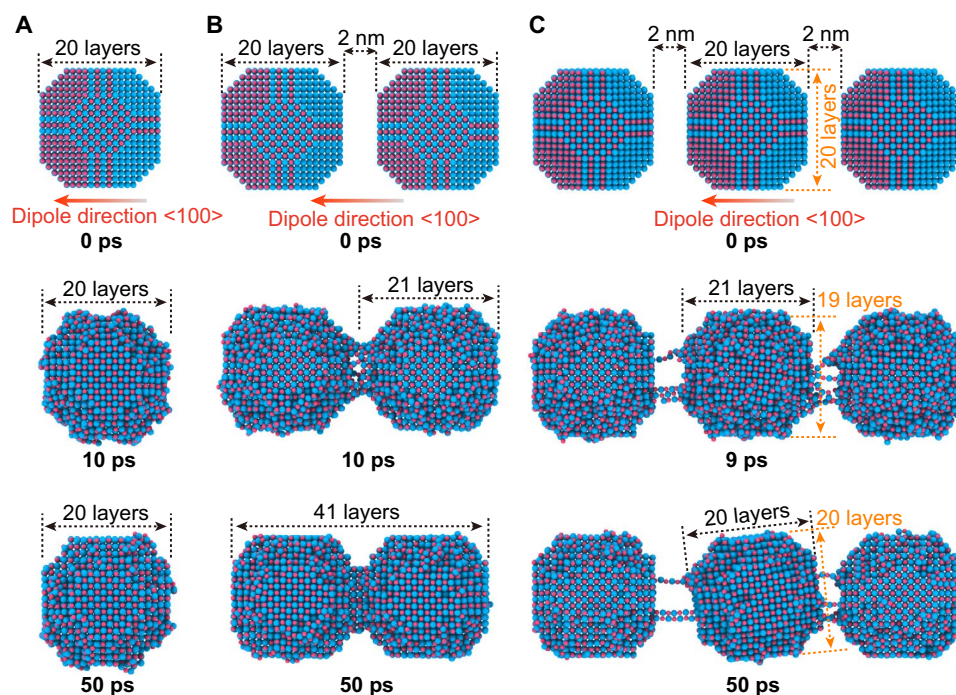 A
B
C
20 layers
20 layers
2 nm
20 layers
2 nm
20 layers
2 nm
20 layers
Dipole direction <100>
0 ps
Dipole direction <100>
0 ps
Dipole direction <100>
0 ps
20 layers
21 layers
21 layers
19 layers
10 ps
10 ps
9 ps
20 layers
41 layers
20 layers
20 layers
50 ps
50 ps
50 ps